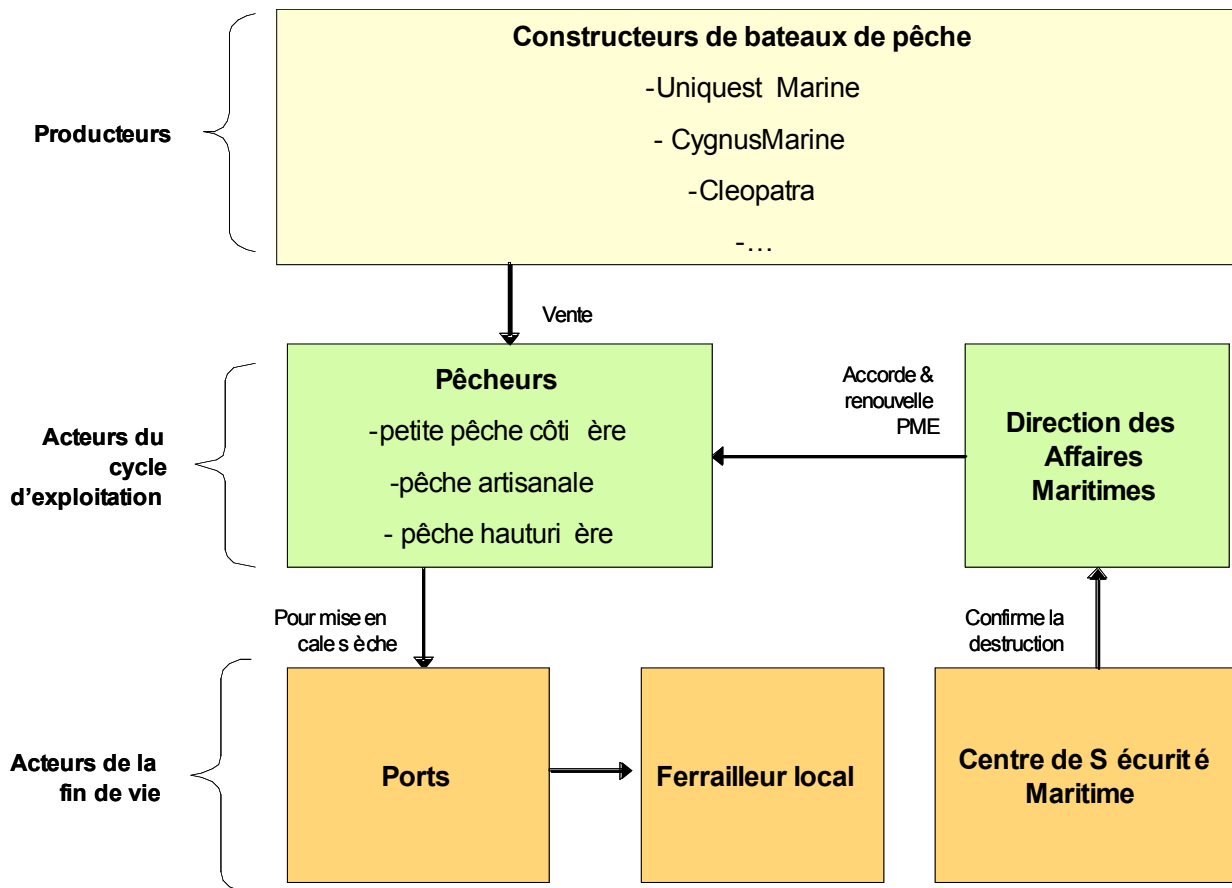 Constructeurs de bateaux de pêche
-Uniquest Marine
- CygnusMarine
-Cleopatra
-...
Producteurs
Vente
Pêcheurs
-petite pêche côti ère
-pêche artisanale
- pêche hauturi ère
Acteurs du
cycle
d'exploitation
Accorde &
renouvelle
PME
Direction des
Affaires
Maritimes
Pour mise en
cale s èche
Confirme la
destruction
Acteurs de la
fin de vie
Ports
Ferrailleur local
Centre de S écurit é
Maritime